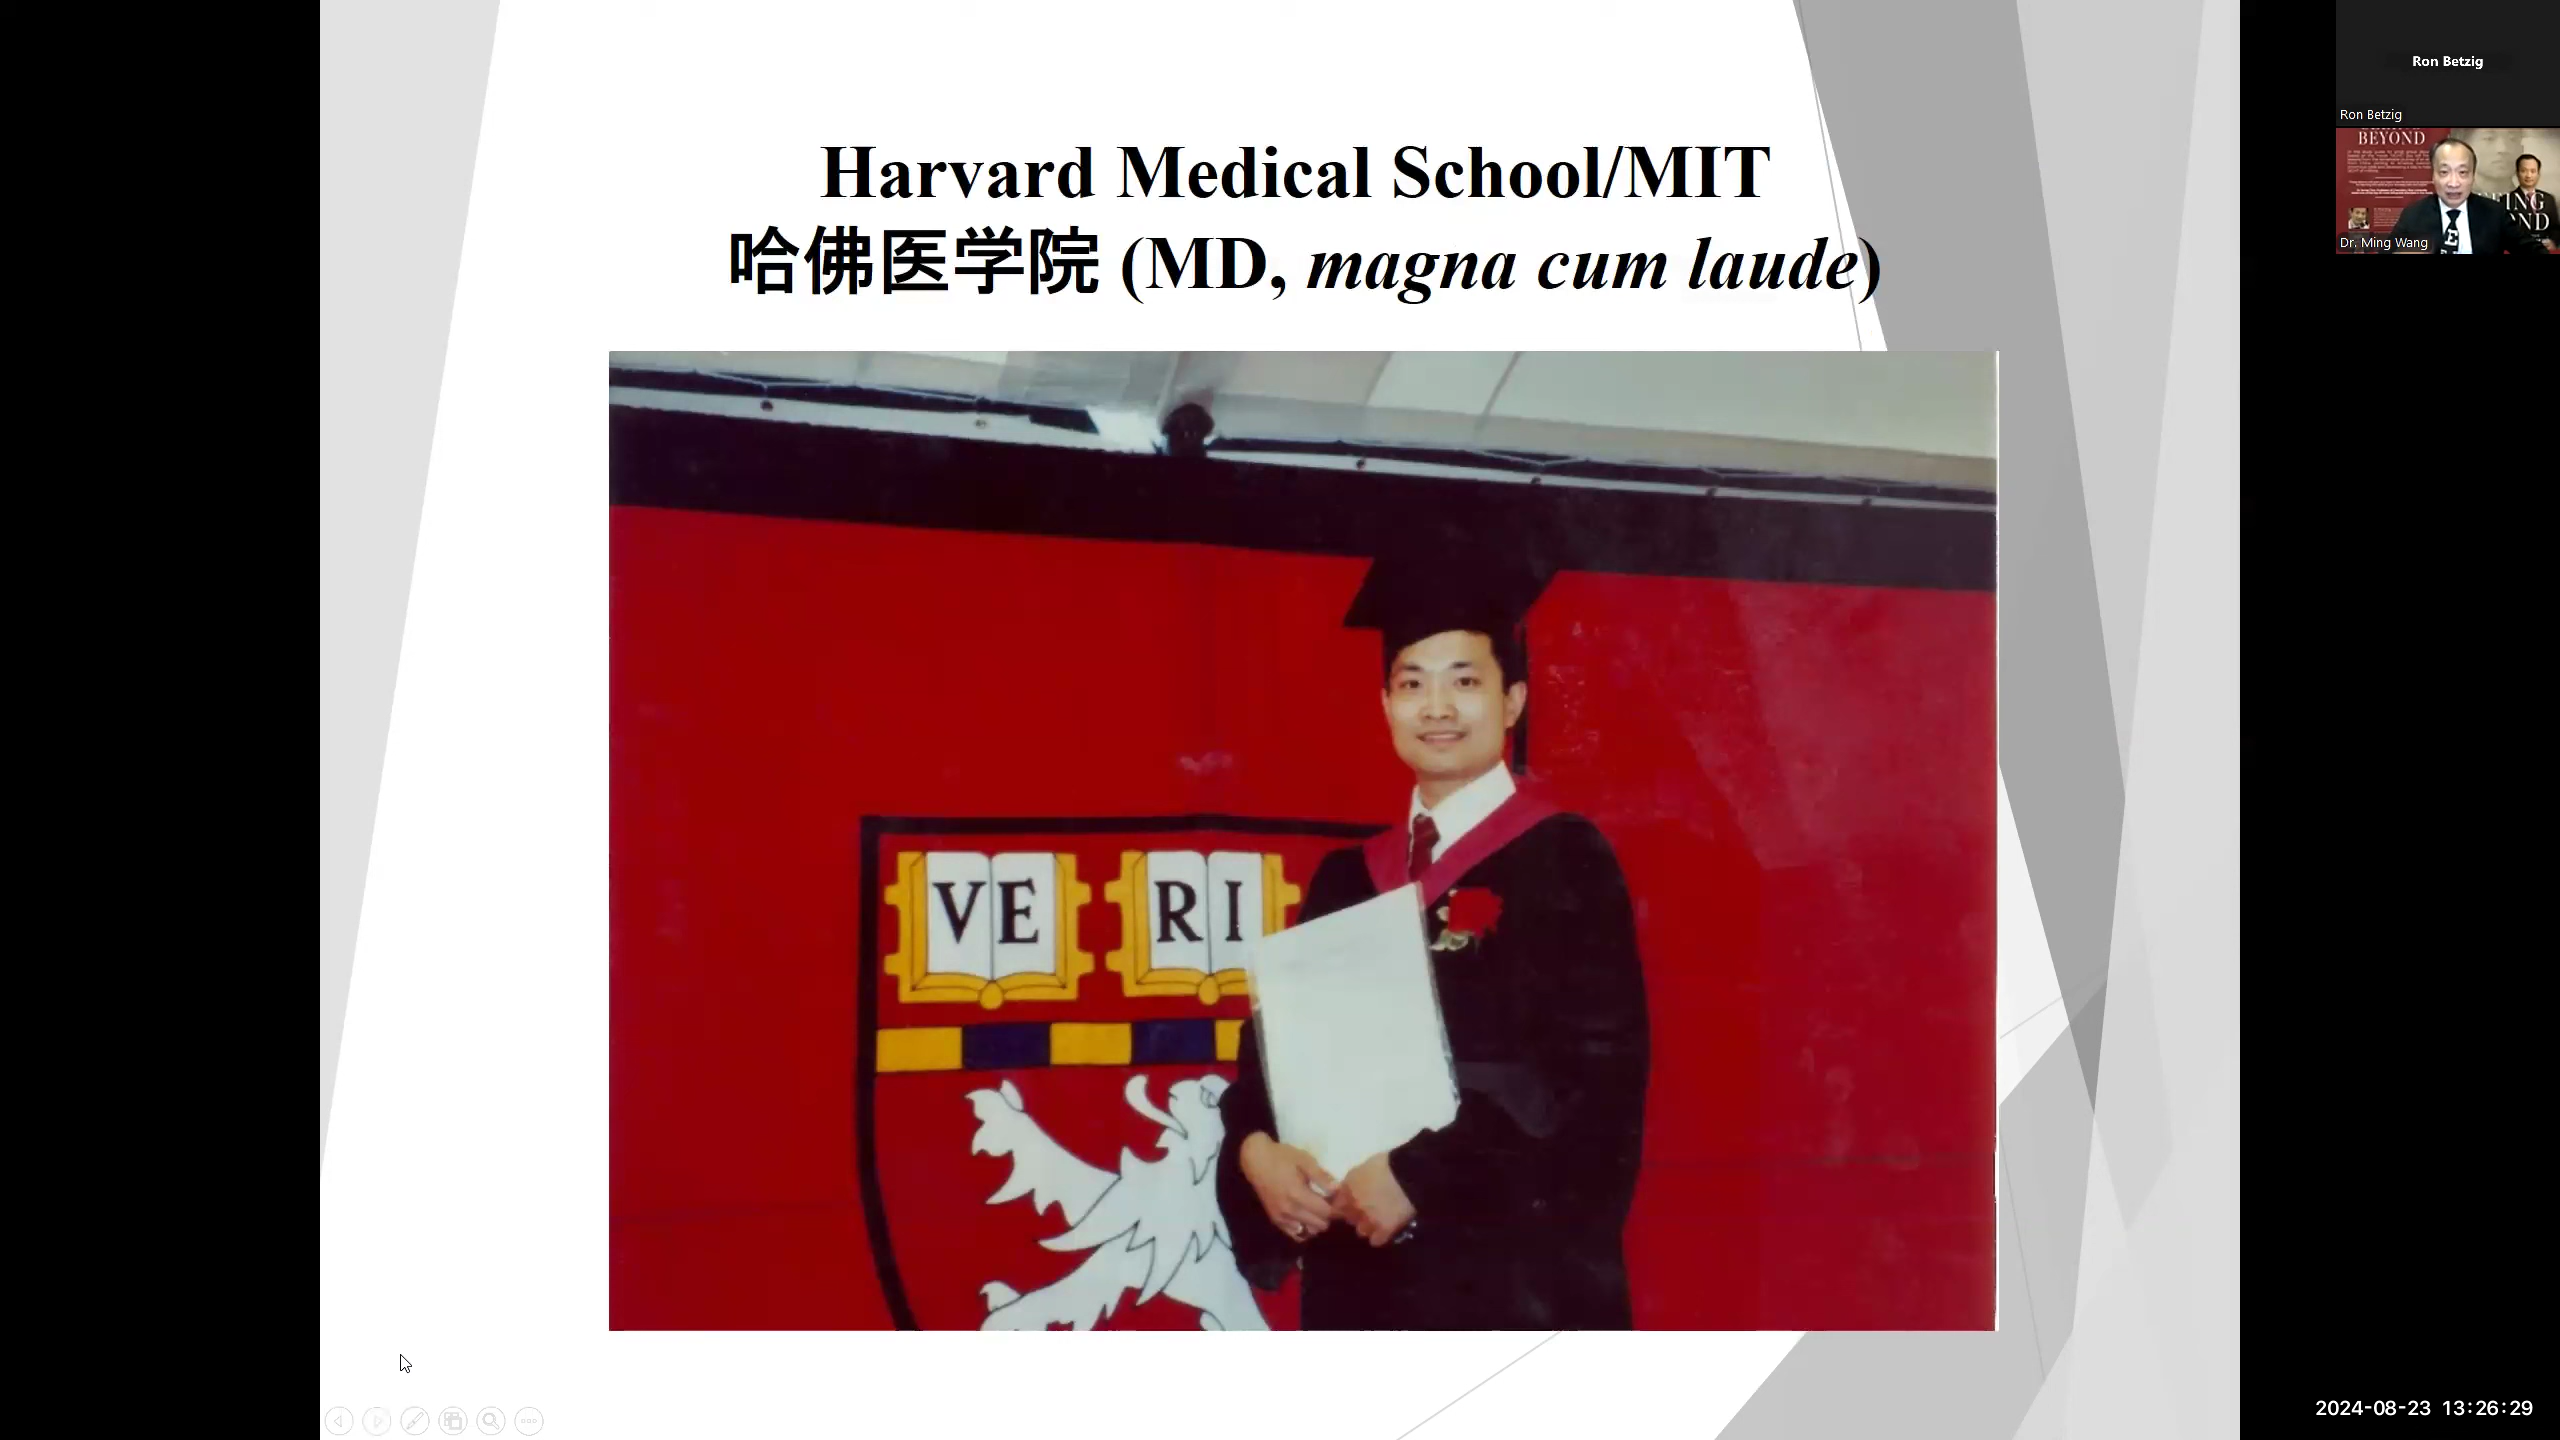 Harvard Medical School/MIT
哈佛医学院 (MD, magna cum laude)
VE RI
Ron Betzig
Ron Betzig
BEYOND
Dr. Ming Wang
2024-08-23 13:26:29